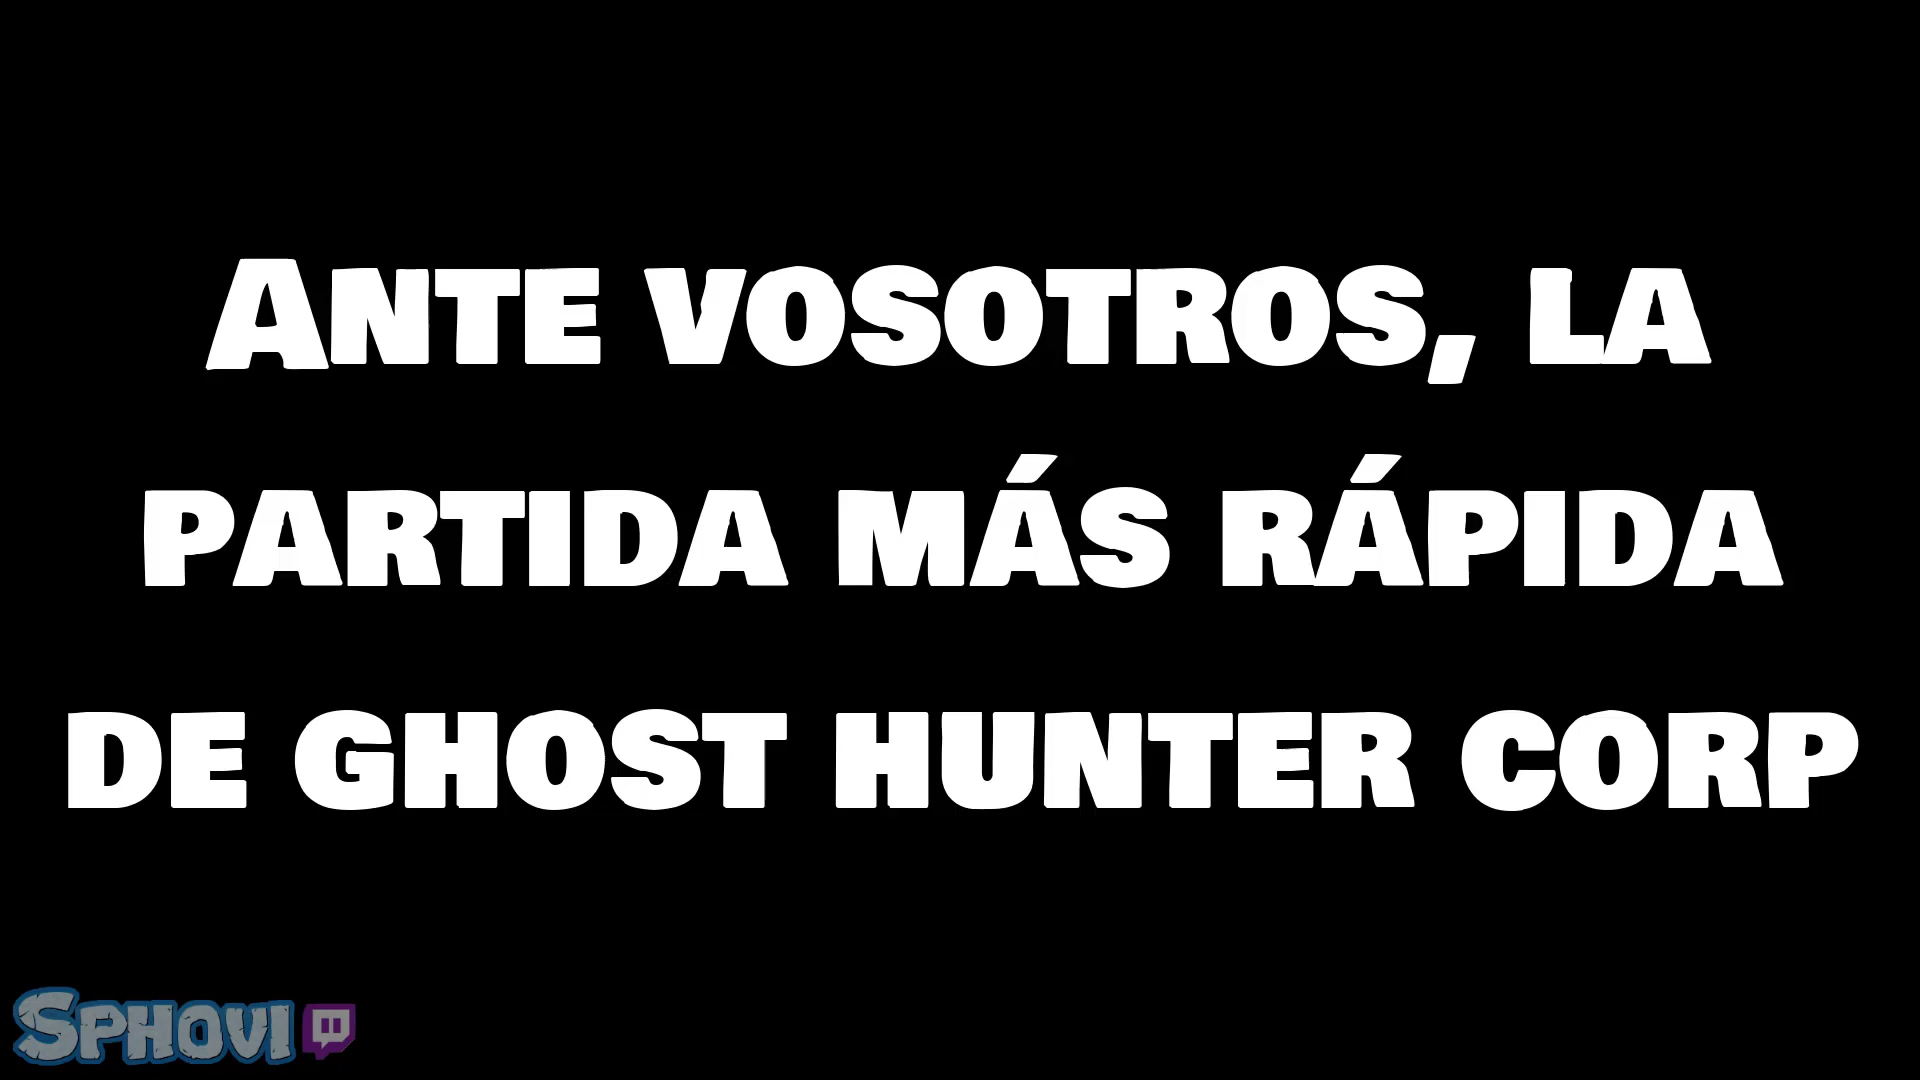 Ante vosotros, la
partida más rápida
de ghost hunter corp
Sphovi